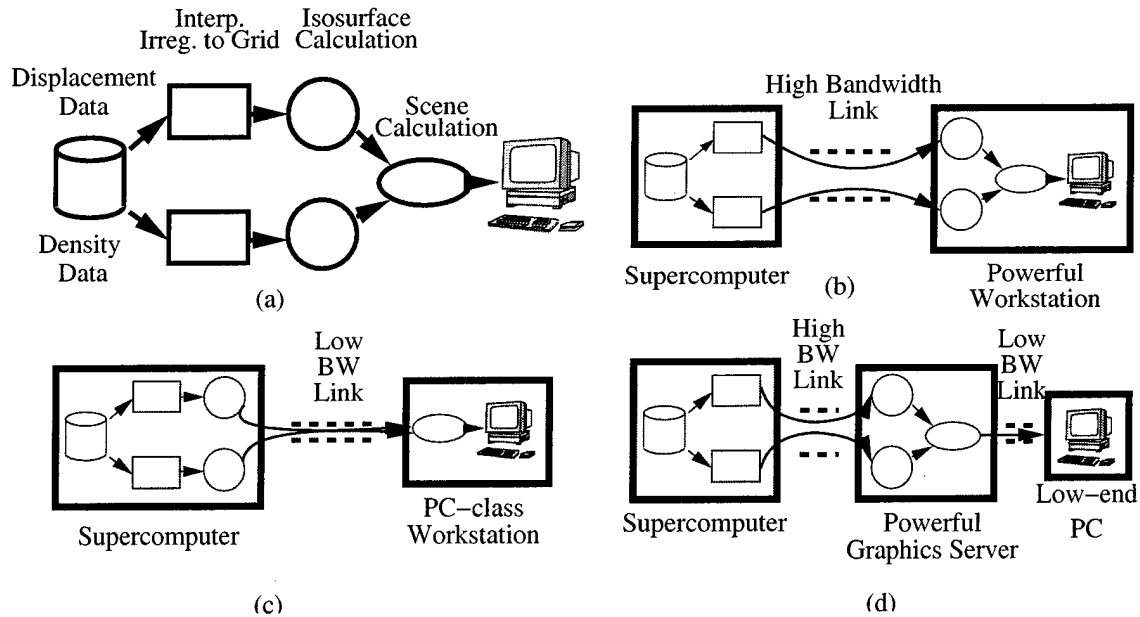 Interp.
Irreg. to Grid
Isosurface
Calculation
Displacement
Data
Scene
Calculation
Density
Data
(a)
High Bandwidth
Link
Supercomputer
(b)
Powerful
Workstation
Low
BW
Link
Supercomputer
PC-class
Workstation
(c)
High
BW
Link
Low
BW
Link
Supercomputer
Powerful
Graphics Server
Low-end
PC
(d)